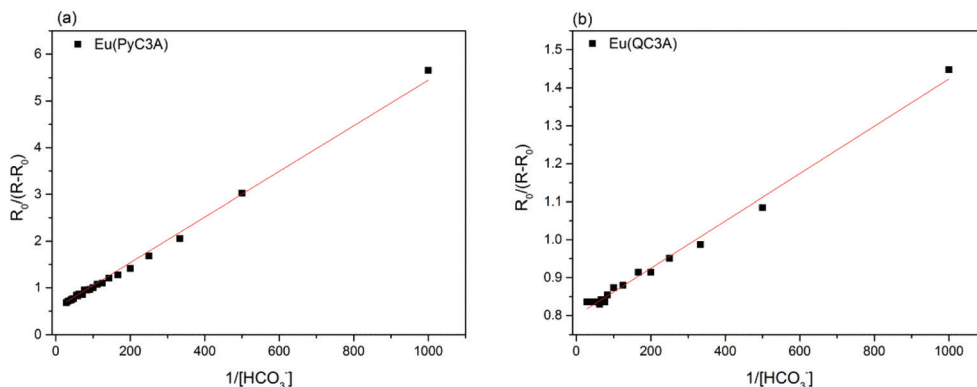 (a)
Eu(PyC3A)
6
5
4
3
2
1
0
0 200 400 600 800 1000
R₀/(R-R₀)
1/[HCO₃⁻]
(b)
Eu(QC3A)
1.5
1.4
1.3
1.2
1.1
1.0
0.9
0.8
0 200 400 600 800 1000
R₀/(R-R₀)
1/[HCO₃⁻]